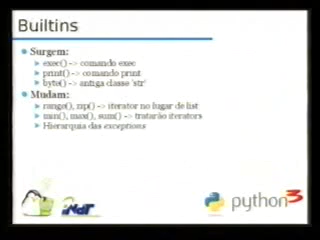 Builtins
Surgem:
exec() -> comando exec
print() -> comando print
byte() -> antiga classe 'str'
Mudam:
range(), zip() -> iterator no lugar de list
min(), max(), sum() -> tratarão iterators
Hierarquia das exceptions
iNdT
python3